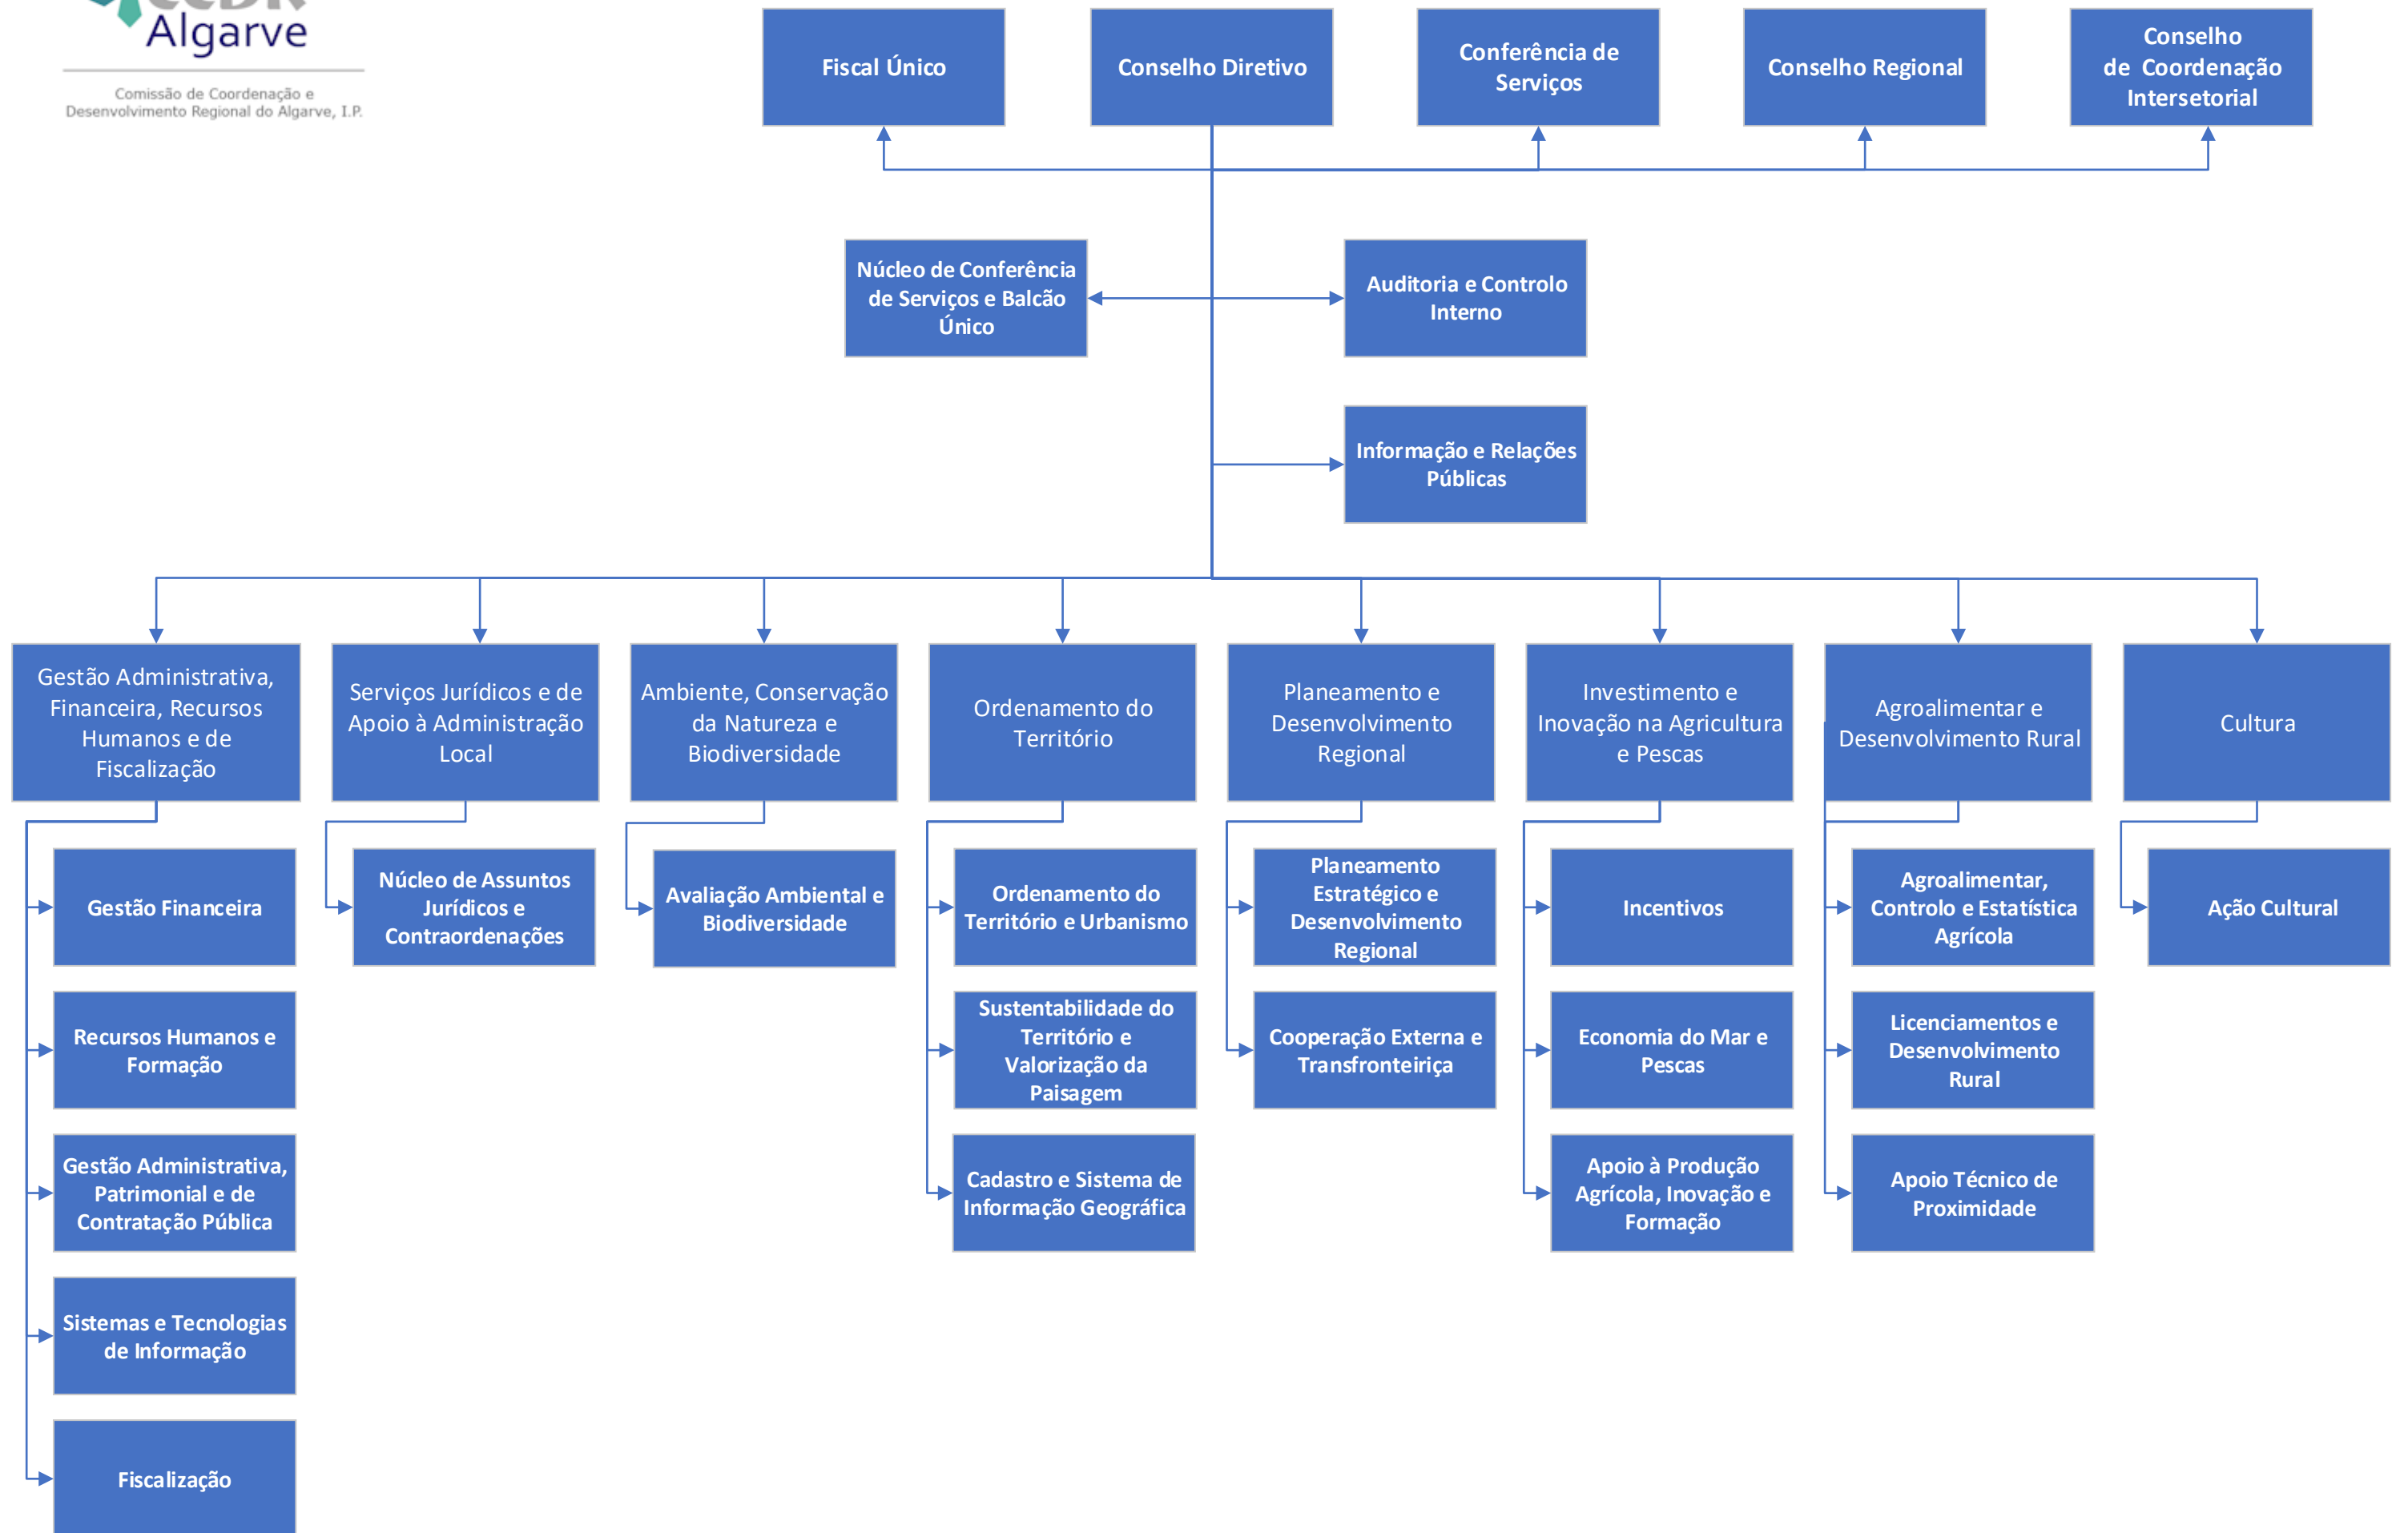 CCDR
Algarve
Comissão de Coordenação e
Desenvolvimento Regional do Algarve, I.P.
Fiscal Único
Conselho Diretivo
Conferência de
Serviços
Conselho Regional
Conselho
de Coordenação
Intersetorial
Núcleo de Conferência
de Serviços e Balcão
Único
Auditoria e Controlo
Interno
Informação e Relações
Públicas
Gestão Administrativa,
Financeira, Recursos
Humanos e de
Fiscalização
Serviços Jurídicos e de
Apoio à Administração
Local
Ambiente, Conservação
da Natureza e
Biodiversidade
Ordenamento do
Território
Planeamento e
Desenvolvimento
Regional
Investimento e
Inovação na Agricultura
e Pescas
Agroalimentar e
Desenvolvimento Rural
Cultura
Gestão Financeira
Núcleo de Assuntos
Jurídicos e
Contraordenações
Avaliação Ambiental e
Biodiversidade
Ordenamento do
Território e Urbanismo
Planeamento
Estratégico e
Desenvolvimento
Regional
Incentivos
Agroalimentar,
Controlo e Estatística
Agrícola
Ação Cultural
Recursos Humanos e
Formação
Sustentabilidade do
Território e
Valorização da
Paisagem
Cooperação Externa e
Transfronteiriça
Economia do Mar e
Pescas
Licenciamentos e
Desenvolvimento
Rural
Gestão Administrativa,
Patrimonial e de
Contratação Pública
Cadastro e Sistema de
Informação Geográfica
Apoio à Produção
Agrícola, Inovação e
Formação
Apoio Técnico de
Proximidade
Sistemas e Tecnologias
de Informação
Fiscalização